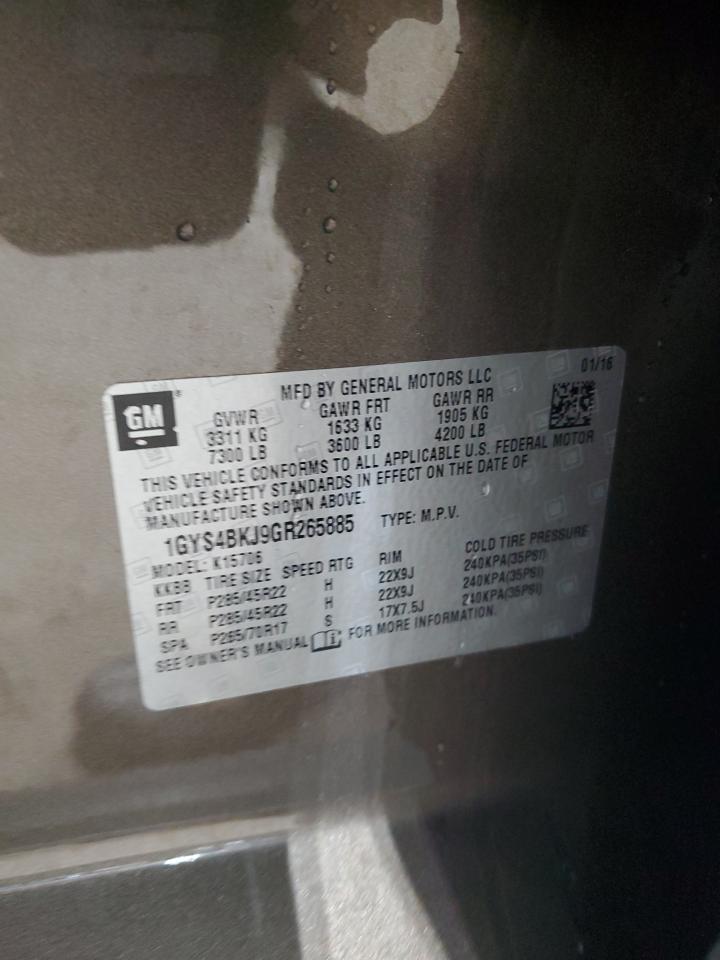 01/16
GM
MFD BY GENERAL MOTORS LLC
GVWR GAWR FRT GAWR RR
3311 KG 1633 KG 1905 KG
7300 LB 3600 LB 4200 LB
THIS VEHICLE CONFORMS TO ALL APPLICABLE U.S. FEDERAL MOTOR
VEHICLE SAFETY STANDARDS IN EFFECT ON THE DATE OF
MANUFACTURE SHOWN ABOVE.
1GYS4BKJ9GR265885 TYPE: M.P.V.
MODEL: K15706
KKBB TIRE SIZE SPEED RTG RIM COLD TIRE PRESSURE
FRT P285/45R22 H 22X9J 240KPA(35PSI)
RR P285/45R22 H 22X9J 240KPA(35PSI)
SPA P265/70R17 S 17X7.5J 240KPA(35PSI)
SEE OWNER'S MANUAL FOR MORE INFORMATION.